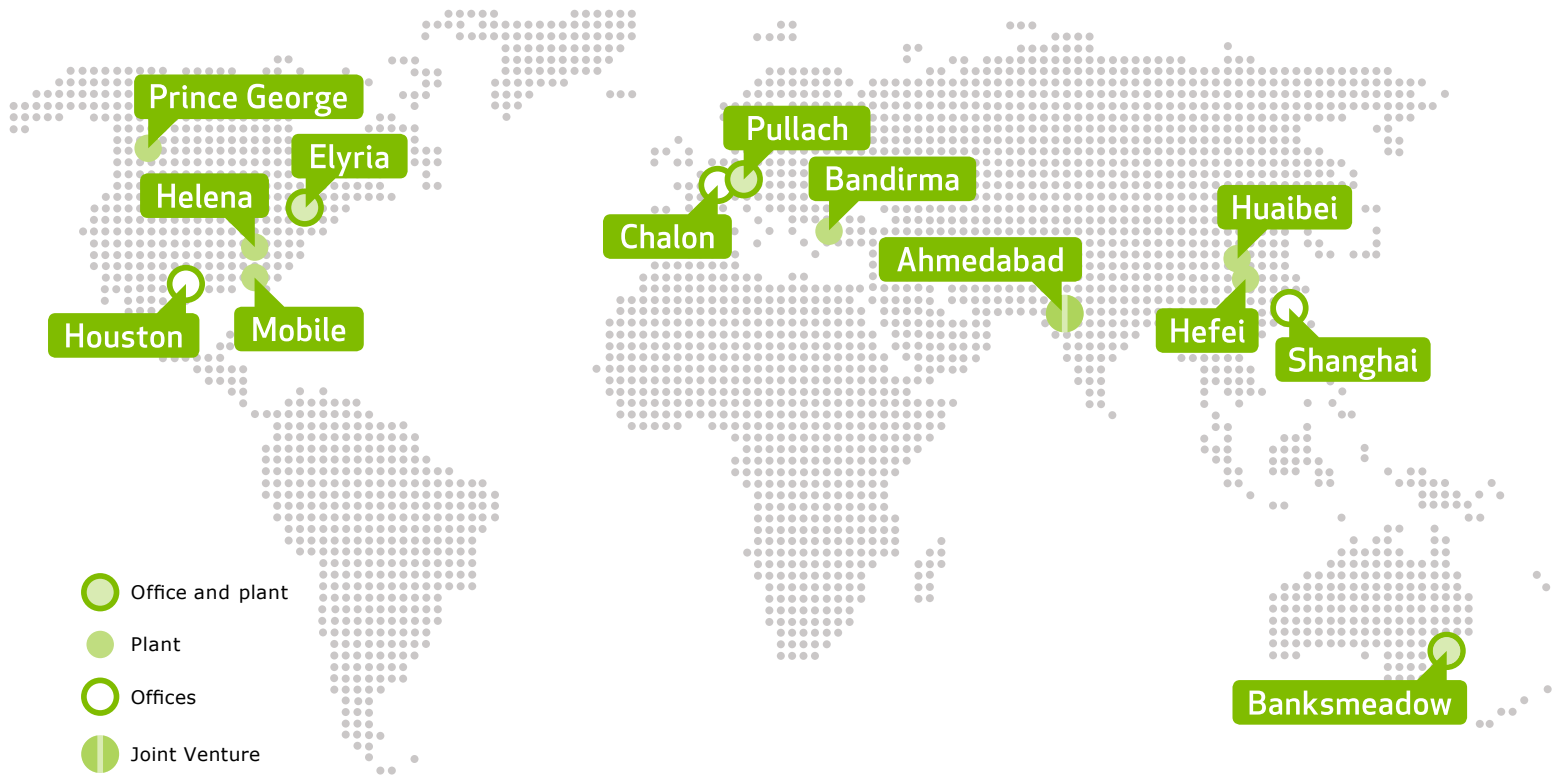 Prince George
Elyria
Helena
Houston
Mobile
Pullach
Bandirma
Chalon
Ahmedabad
Huaibei
Hefei
Shanghai
Banksmeadow
Office and plant
Plant
Offices
Joint Venture